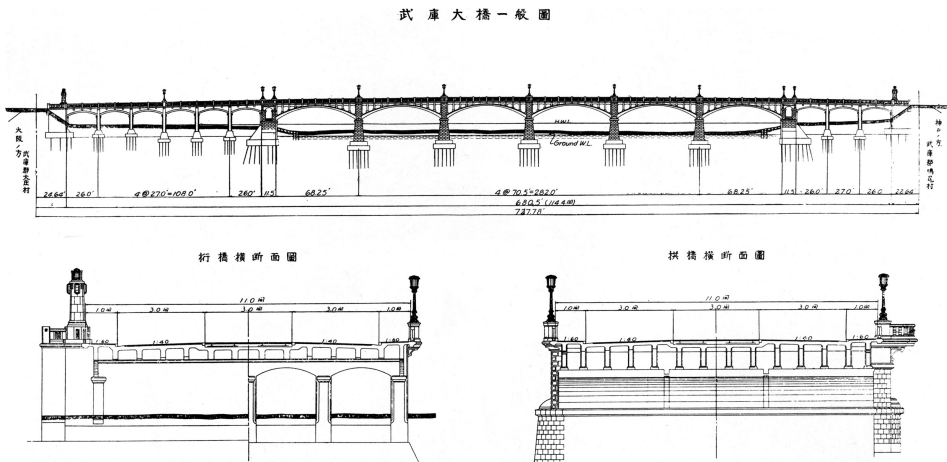 武庫大橋一般圖
H.W.L.
Ground W.L.
大阪ノ方
武庫郡大庄村
神戸ノ方
武庫郡鳴尾村
24.64' 26.0' 4@27.0'=108.0' 26.0' 11.5' 68.25' 4@70.5'=282.0' 68.25' 11.5' 26.0' 27.0' 26.0' 22.64'
680.5' (114.4間)
727.78'
桁橋橫断面圖
11.0間
1.0間 3.0間 3.0間 3.0間 1.0間
1:60 1:40 1:40 1:60
拱橋橫断面圖
11.0間
1.0間 3.0間 3.0間 3.0間 1.0間
1:60 1:40 1:40 1:60